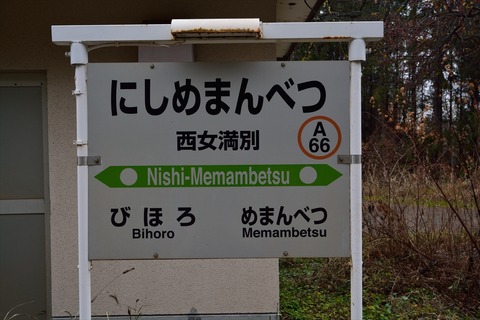 にしめまんべつ
西女満別
A
66
Nishi-Memambetsu
びほろ めまんべつ
Bihoro Memambetsu